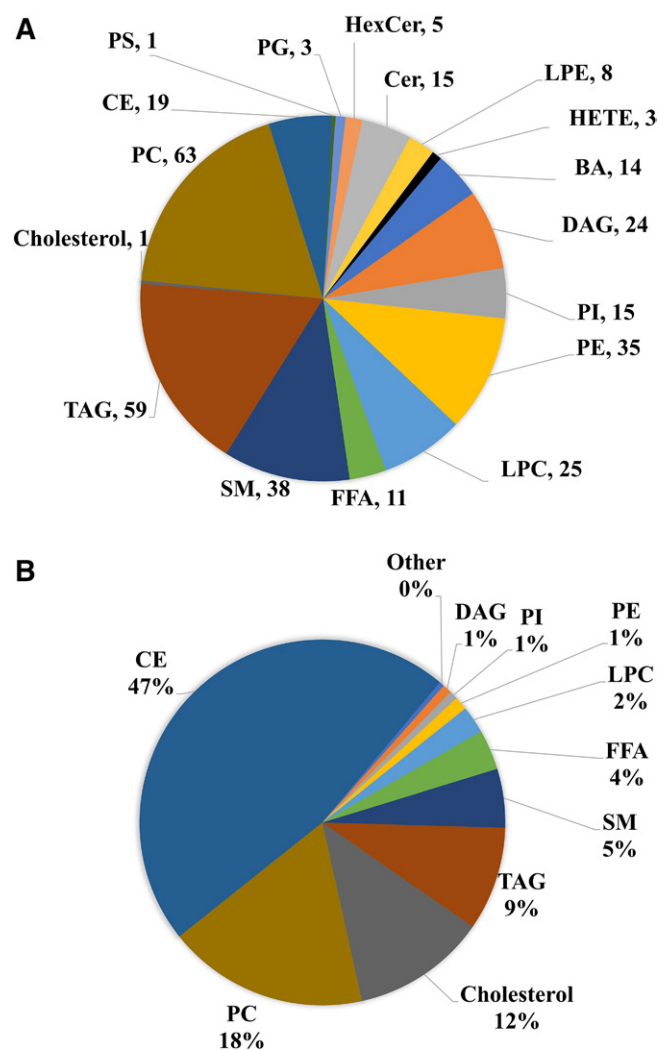 A
PS, 1
PG, 3
HexCer, 5
Cer, 15
LPE, 8
HETE, 3
BA, 14
DAG, 24
PI, 15
PE, 35
LPC, 25
FFA, 11
SM, 38
TAG, 59
Cholesterol, 1
PC, 63
CE, 19
B
Other
0%
DAG
1%
PI
1%
PE
1%
LPC
2%
FFA
4%
SM
5%
TAG
9%
Cholesterol
12%
PC
18%
CE
47%